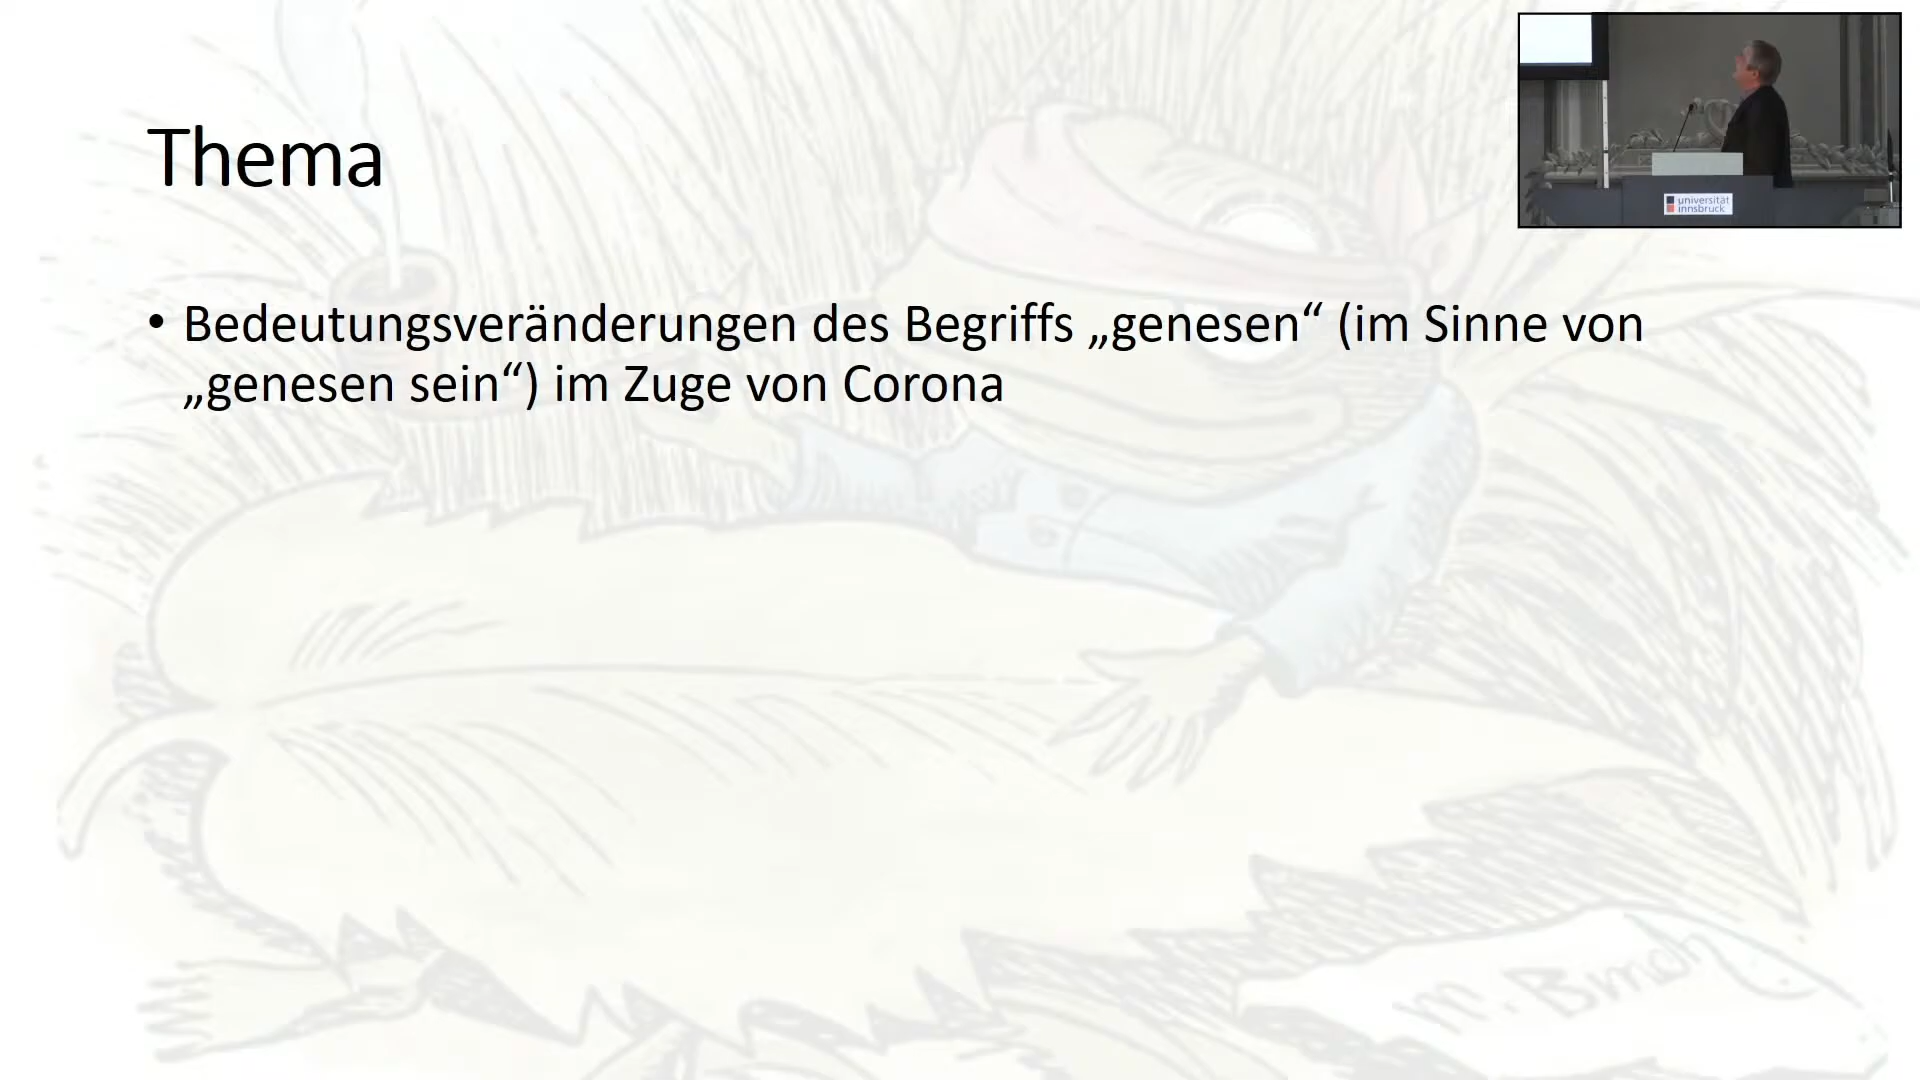 Thema
• Bedeutungsveränderungen des Begriffs „genesen“ (im Sinne von
„genesen sein“) im Zuge von Corona
universität
innsbruck